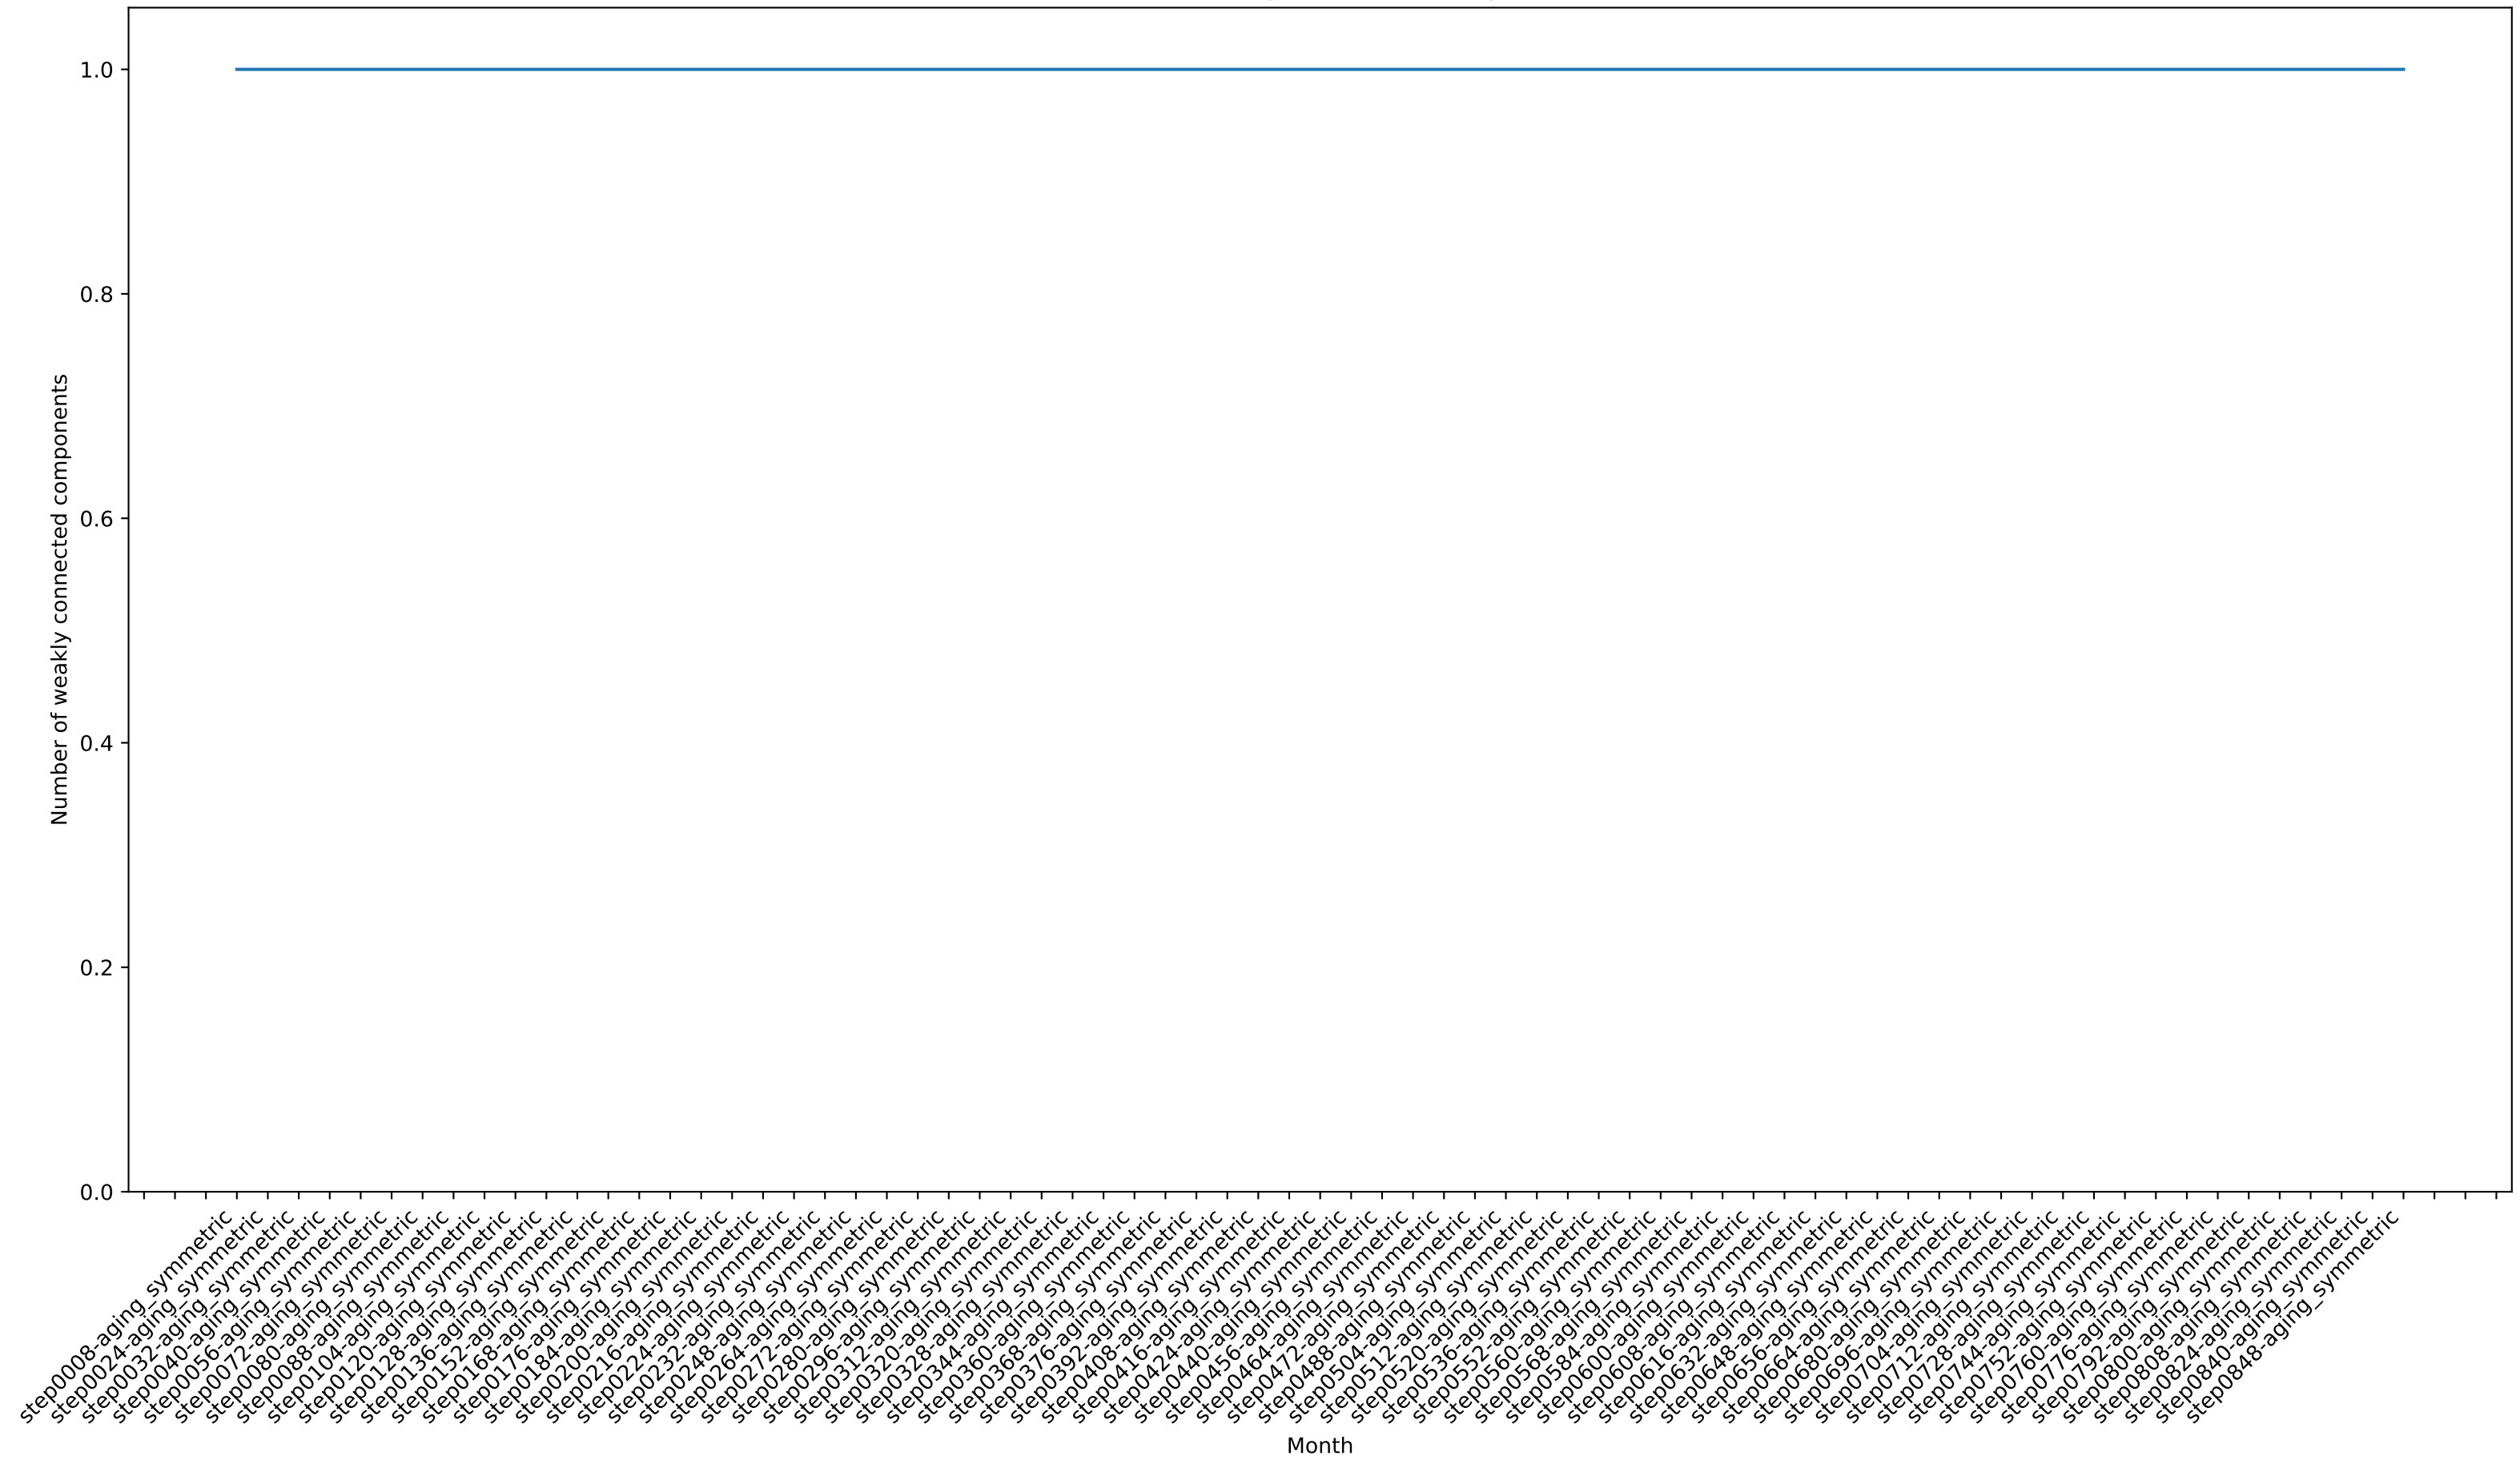 1.0
0.8
0.6
0.4
0.2
0.0
Number of weakly connected components
step0008-aging_symmetric
step0024-aging_symmetric
step0032-aging_symmetric
step0040-aging_symmetric
step0056-aging_symmetric
step0072-aging_symmetric
step0080-aging_symmetric
step0088-aging_symmetric
step0104-aging_symmetric
step0120-aging_symmetric
step0128-aging_symmetric
step0136-aging_symmetric
step0152-aging_symmetric
step0168-aging_symmetric
step0176-aging_symmetric
step0184-aging_symmetric
step0200-aging_symmetric
step0216-aging_symmetric
step0224-aging_symmetric
step0232-aging_symmetric
step0248-aging_symmetric
step0264-aging_symmetric
step0272-aging_symmetric
step0280-aging_symmetric
step0296-aging_symmetric
step0312-aging_symmetric
step0320-aging_symmetric
step0328-aging_symmetric
step0344-aging_symmetric
step0360-aging_symmetric
step0368-aging_symmetric
step0376-aging_symmetric
step0392-aging_symmetric
step0408-aging_symmetric
step0416-aging_symmetric
step0424-aging_symmetric
step0440-aging_symmetric
step0456-aging_symmetric
step0464-aging_symmetric
step0472-aging_symmetric
step0488-aging_symmetric
step0504-aging_symmetric
step0512-aging_symmetric
step0520-aging_symmetric
step0536-aging_symmetric
step0552-aging_symmetric
step0560-aging_symmetric
step0568-aging_symmetric
step0584-aging_symmetric
step0600-aging_symmetric
step0608-aging_symmetric
step0616-aging_symmetric
step0632-aging_symmetric
step0648-aging_symmetric
step0656-aging_symmetric
step0664-aging_symmetric
step0680-aging_symmetric
step0696-aging_symmetric
step0704-aging_symmetric
step0712-aging_symmetric
step0728-aging_symmetric
step0744-aging_symmetric
step0752-aging_symmetric
step0760-aging_symmetric
step0776-aging_symmetric
step0792-aging_symmetric
step0800-aging_symmetric
step0808-aging_symmetric
step0824-aging_symmetric
step0840-aging_symmetric
step0848-aging_symmetric
Month